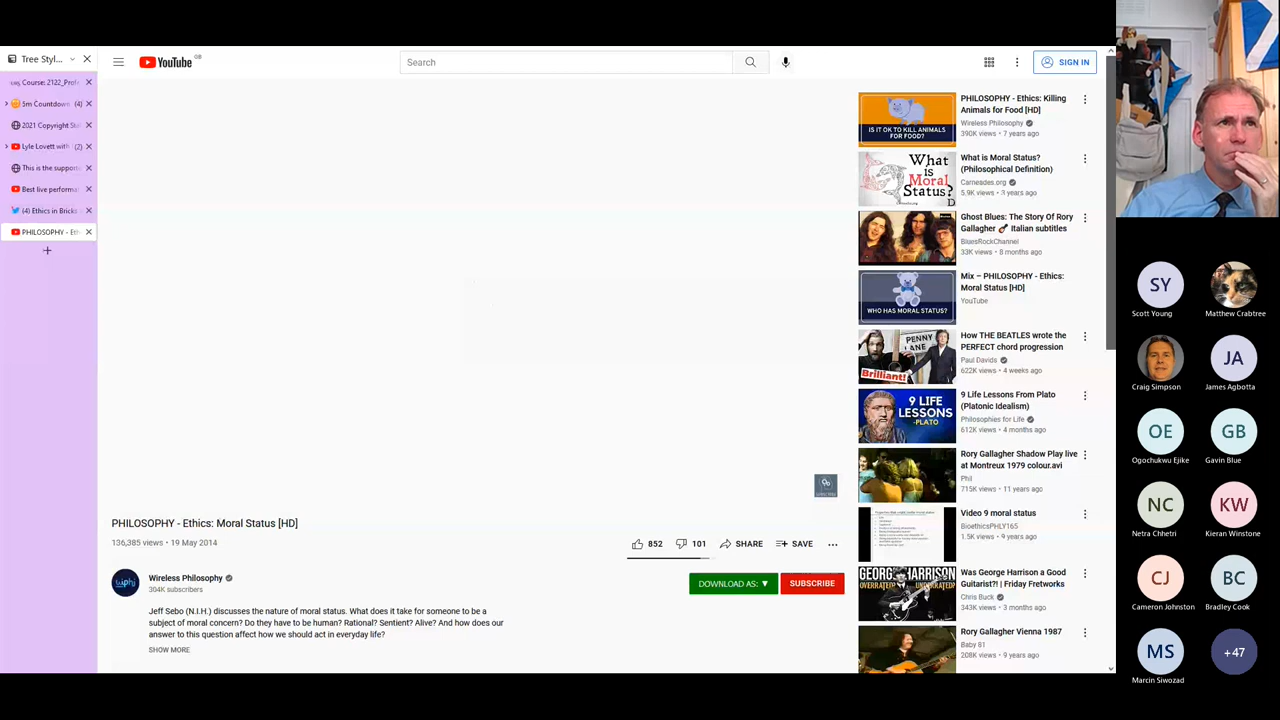 Tree Styl...
Course: 2122_Prof
5m Countdown (4)
2021 Copyright Sta
Lyle Lovett wit (2)
This is the support
Best live performa
(4) Ethics in Bricks
PHILOSOPHY - Eth
YouTube GB
Search
SIGN IN
IS IT OK TO KILL ANIMALS
FOR FOOD?
PHILOSOPHY - Ethics: Killing
Animals for Food [HD]
Wireless Philosophy
390K views • 7 years ago
What
is
Moral
Status?
What is Moral Status?
(Philosophical Definition)
Carneades.org
5.9K views • 3 years ago
Ghost Blues: The Story Of Rory
Gallagher 🎸 Italian subtitles
BluesRockChannel
33K views • 8 months ago
WHO HAS MORAL STATUS?
Mix – PHILOSOPHY - Ethics:
Moral Status [HD]
YouTube
PENNY
LANE
Brilliant!
How THE BEATLES wrote the
PERFECT chord progression
Paul Davids
622K views • 4 weeks ago
9 LIFE
LESSONS
-PLATO
9 Life Lessons From Plato
(Platonic Idealism)
Philosophies for Life
612K views • 4 months ago
Rory Gallagher Shadow Play live
at Montreux 1979 colour.avi
Phil
715K views • 11 years ago
Video 9 moral status
BioethicsPHLY165
1.5K views • 9 years ago
GEORGE HARRISON
OVERRATED UNDERRATED?
Was George Harrison a Good
Guitarist?! | Friday Fretworks
Chris Buck
343K views • 3 months ago
Rory Gallagher Vienna 1987
Baby 81
208K views • 9 years ago
PHILOSOPHY - Ethics: Moral Status [HD]
136,385 views • 19 May 2014
852
101
SHARE
SAVE
wiphi
Wireless Philosophy
304K subscribers
DOWNLOAD AS: ▼
SUBSCRIBE
Jeff Sebo (N.I.H.) discusses the nature of moral status. What does it take for someone to be a
subject of moral concern? Do they have to be human? Rational? Sentient? Alive? And how does our
answer to this question affect how we should act in everyday life?
SHOW MORE
SY
Scott Young
Matthew Crabtree
Craig Simpson
JA
James Agbotta
OE
Ogochukwu Ejike
GB
Gavin Blue
NC
Netra Chhetri
KW
Kieran Winstone
CJ
Cameron Johnston
BC
Bradley Cook
MS
Marcin Siwozad
+47